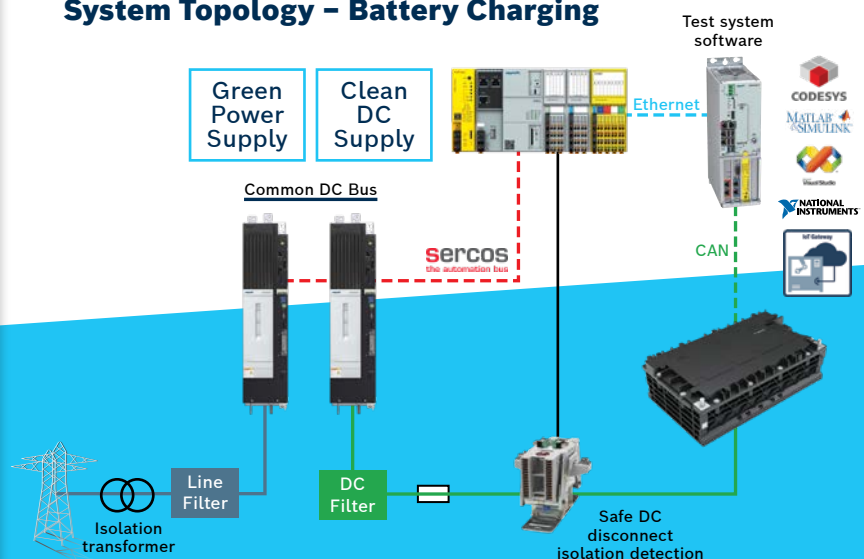 System Topology – Battery Charging
Test system
software
Green
Power
Supply
Clean
DC
Supply
Ethernet
CODESYS
MATLAB
&SIMULINK
Visual Studio
NATIONAL
INSTRUMENTS
Common DC Bus
sercos
the automation bus
CAN
IoT Gateway
Line
Filter
DC
Filter
Isolation
transformer
Safe DC
disconnect
isolation detection